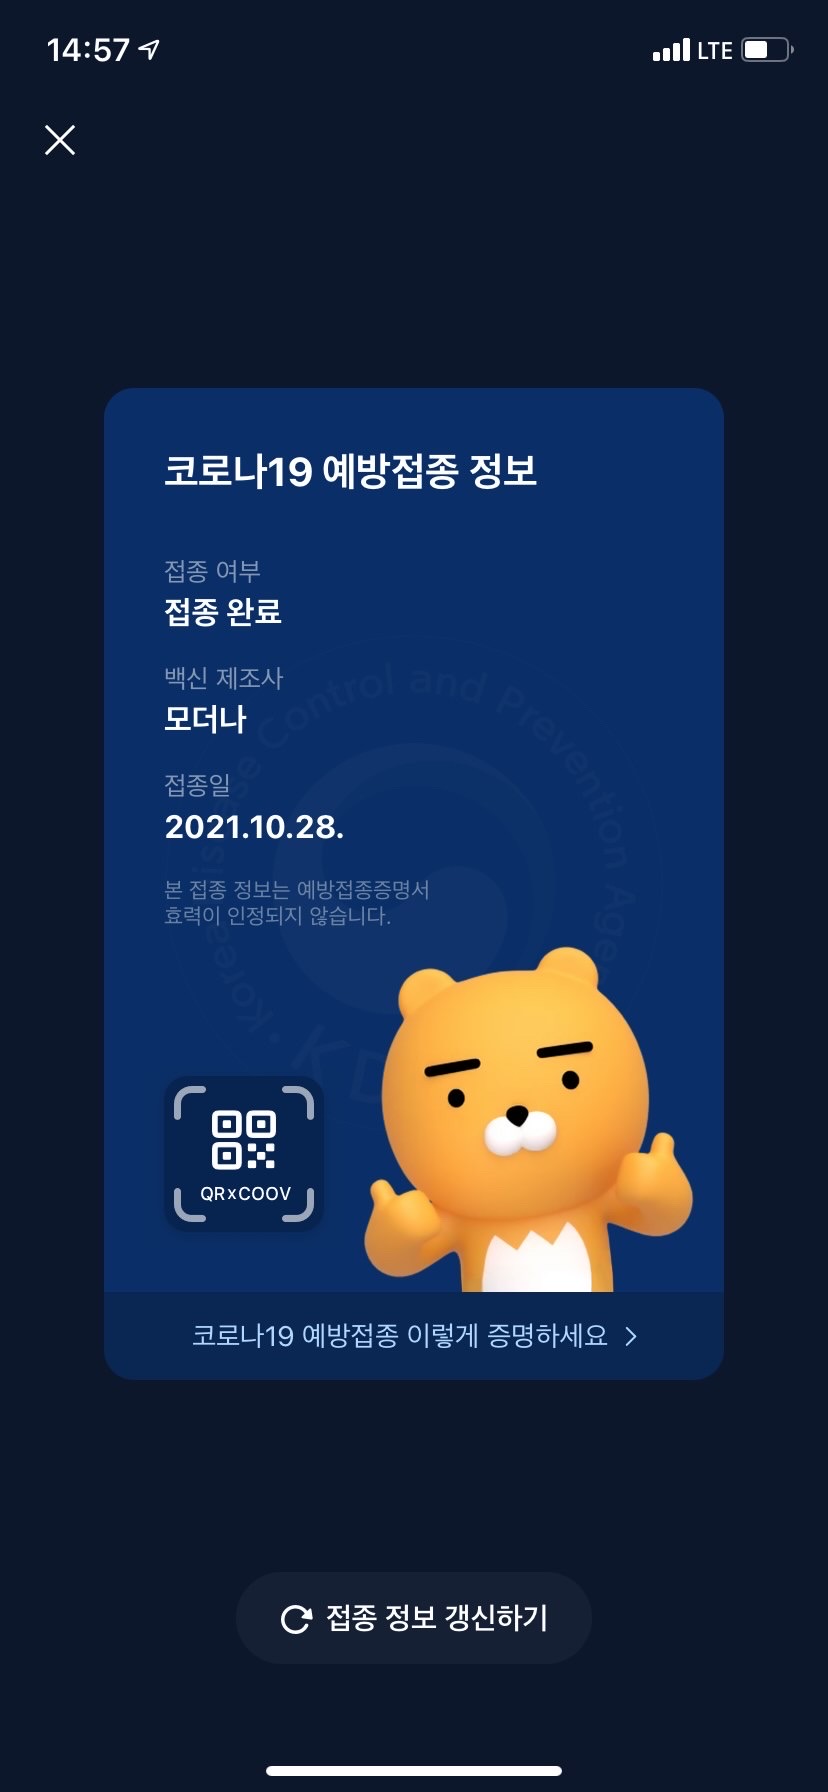 14:57
LTE
코로나19 예방접종 정보
접종 여부
접종 완료
백신 제조사
모더나
접종일
2021.10.28.
본 접종 정보는 예방접종증명서
효력이 인정되지 않습니다.
Korea Disease Control and Prevention
KD
QRxCOOV
코로나19 예방접종 이렇게 증명하세요
접종 정보 갱신하기